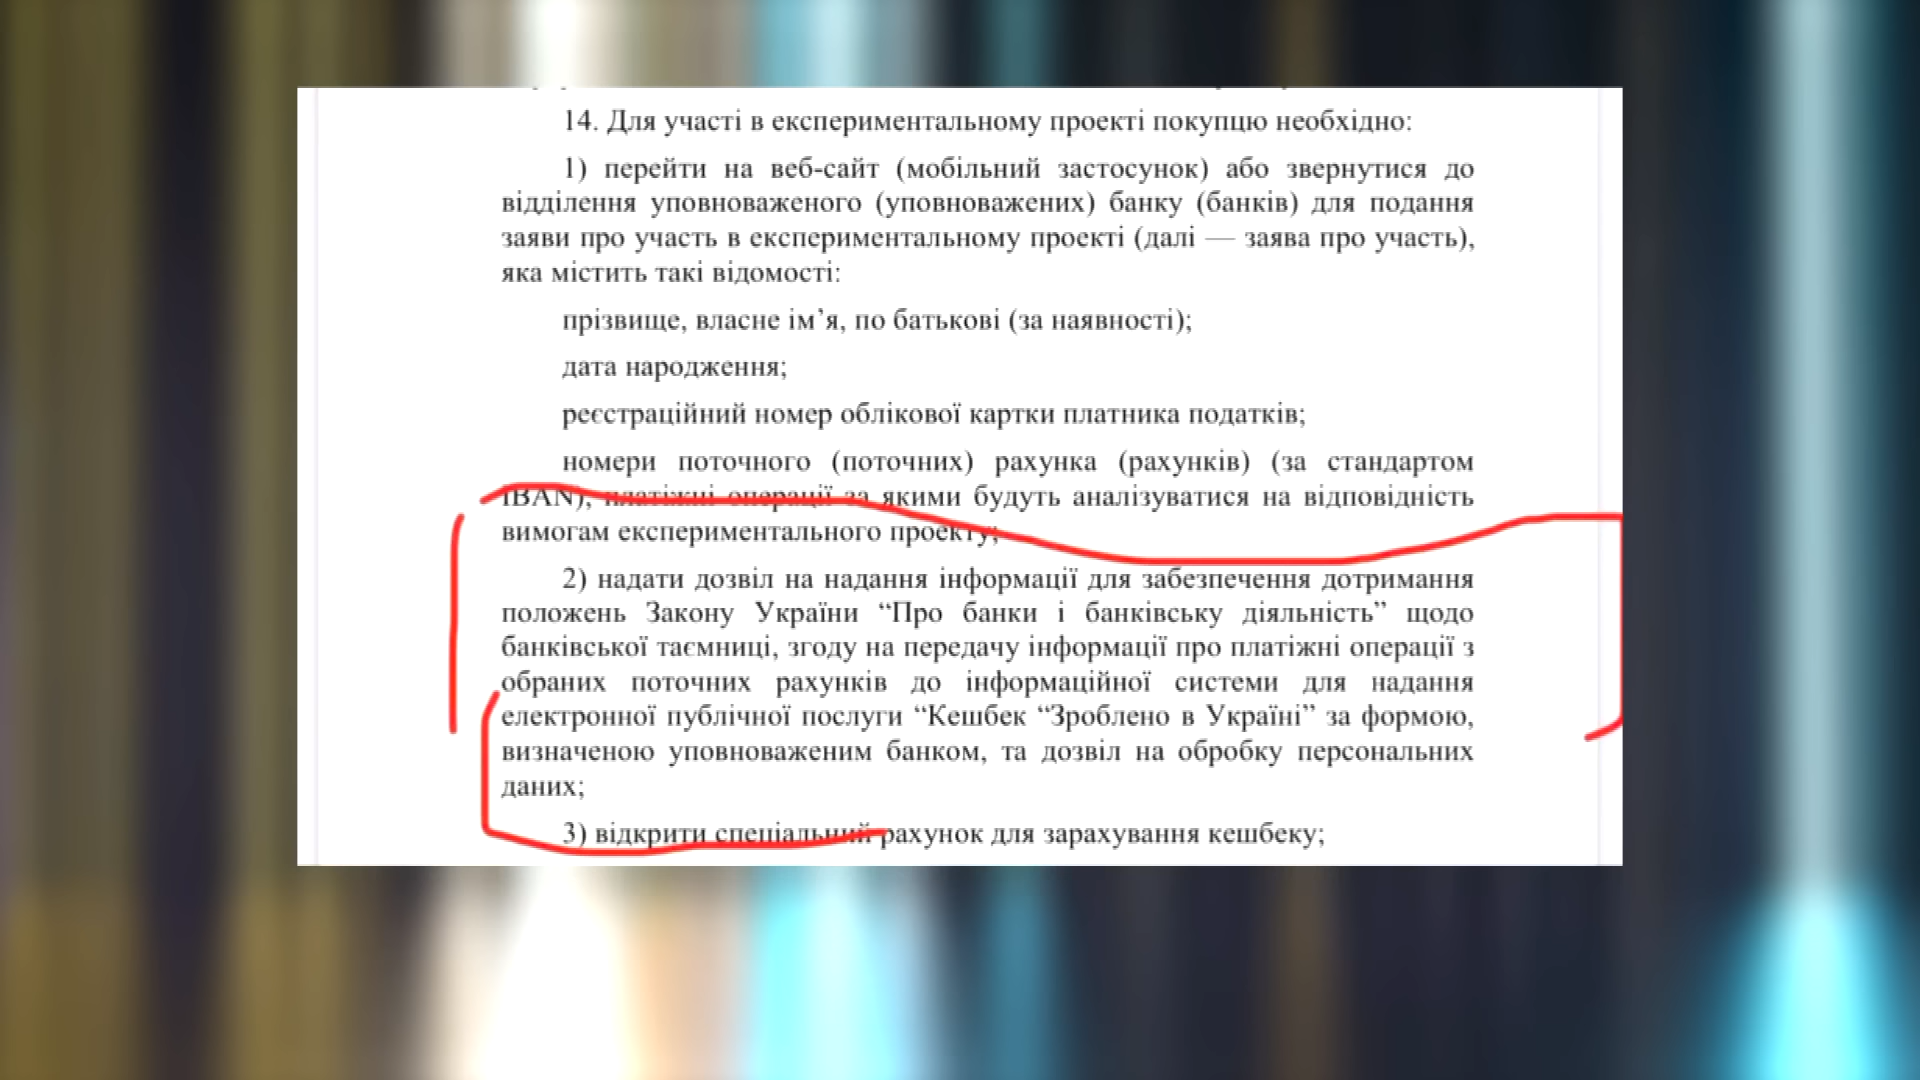 14. Для участі в експериментальному проекті покупцю необхідно:
1) перейти на веб-сайт (мобільний застосунок) або звернутися до
відділення уповноваженого (уповноважених) банку (банків) для подання
заяви про участь в експериментальному проекті (далі — заява про участь),
яка містить такі відомості:
прізвище, власне ім’я, по батькові (за наявності);
дата народження;
реєстраційний номер облікової картки платника податків;
номери поточного (поточних) рахунка (рахунків) (за стандартом
IBAN), платіжні операції за якими будуть аналізуватися на відповідність
вимогам експериментального проекту;
2) надати дозвіл на надання інформації для забезпечення дотримання
положень Закону України “Про банки і банківську діяльність” щодо
банківської таємниці, згоду на передачу інформації про платіжні операції з
обраних поточних рахунків до інформаційної системи для надання
електронної публічної послуги “Кешбек “Зроблено в Україні” за формою,
визначеною уповноваженим банком, та дозвіл на обробку персональних
даних;
3) відкрити спеціальний рахунок для зарахування кешбеку;